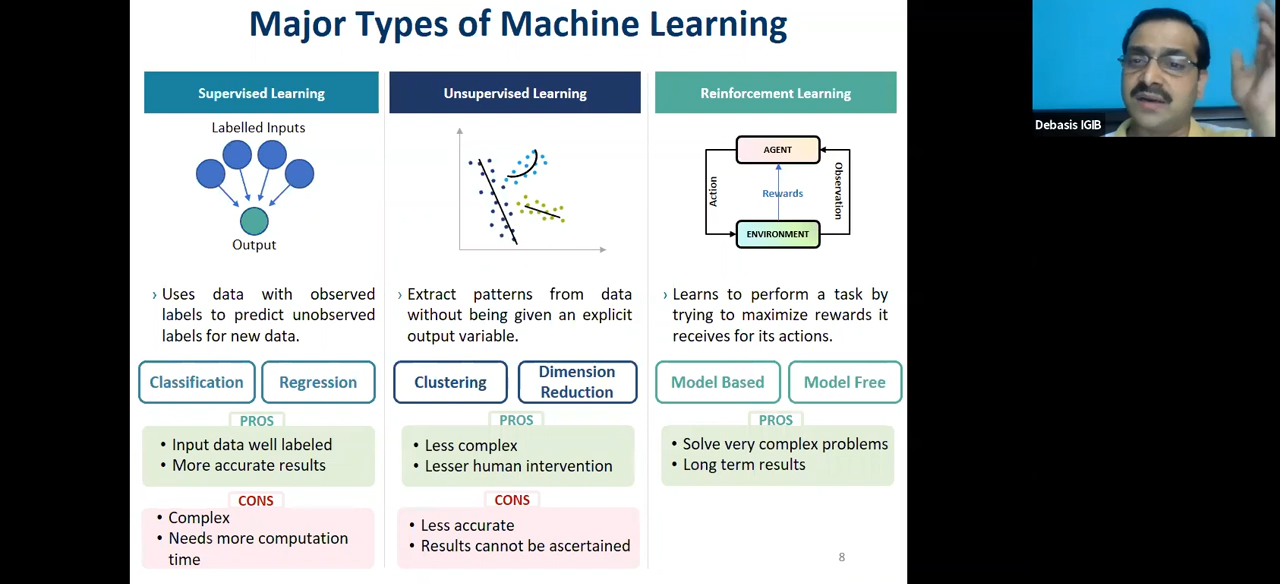 Major Types of Machine Learning
Supervised Learning
Labelled Inputs
Output
› Uses data with observed
labels to predict unobserved
labels for new data.
Classification
Regression
PROS
• Input data well labeled
• More accurate results
CONS
• Complex
• Needs more computation
time
Unsupervised Learning
› Extract patterns from data
without being given an explicit
output variable.
Clustering
Dimension
Reduction
PROS
• Less complex
• Lesser human intervention
CONS
• Less accurate
• Results cannot be ascertained
Reinforcement Learning
AGENT
Action
Rewards
Observation
ENVIRONMENT
› Learns to perform a task by
trying to maximize rewards it
receives for its actions.
Model Based
Model Free
PROS
• Solve very complex problems
• Long term results
8
Debasis IGIB